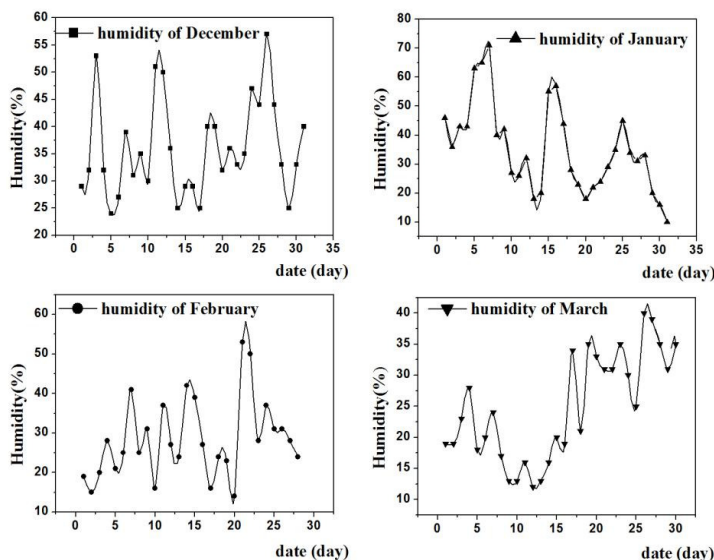 60
55
50
45
40
35
30
25
20
Humidity(%)
humidity of December
0 5 10 15 20 25 30 35
date (day)
80
70
60
50
40
30
20
10
Humidity(%)
humidity of January
0 5 10 15 20 25 30 35
date (day)
60
50
40
30
20
10
Humidity(%)
humidity of February
0 5 10 15 20 25 30
date (day)
40
35
30
25
20
15
10
Humidity(%)
humidity of March
0 5 10 15 20 25 30
date (day)